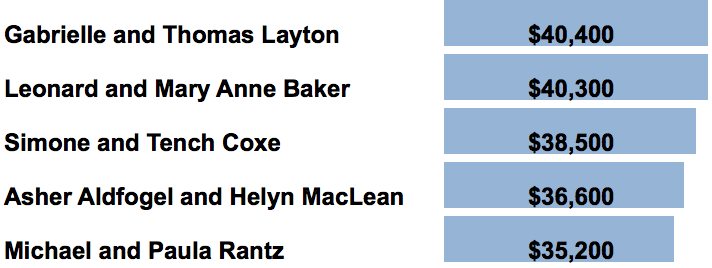 Gabrielle and Thomas Layton $40,400
Leonard and Mary Anne Baker $40,300
Simone and Tench Coxe $38,500
Asher Aldfogel and Helyn MacLean $36,600
Michael and Paula Rantz $35,200